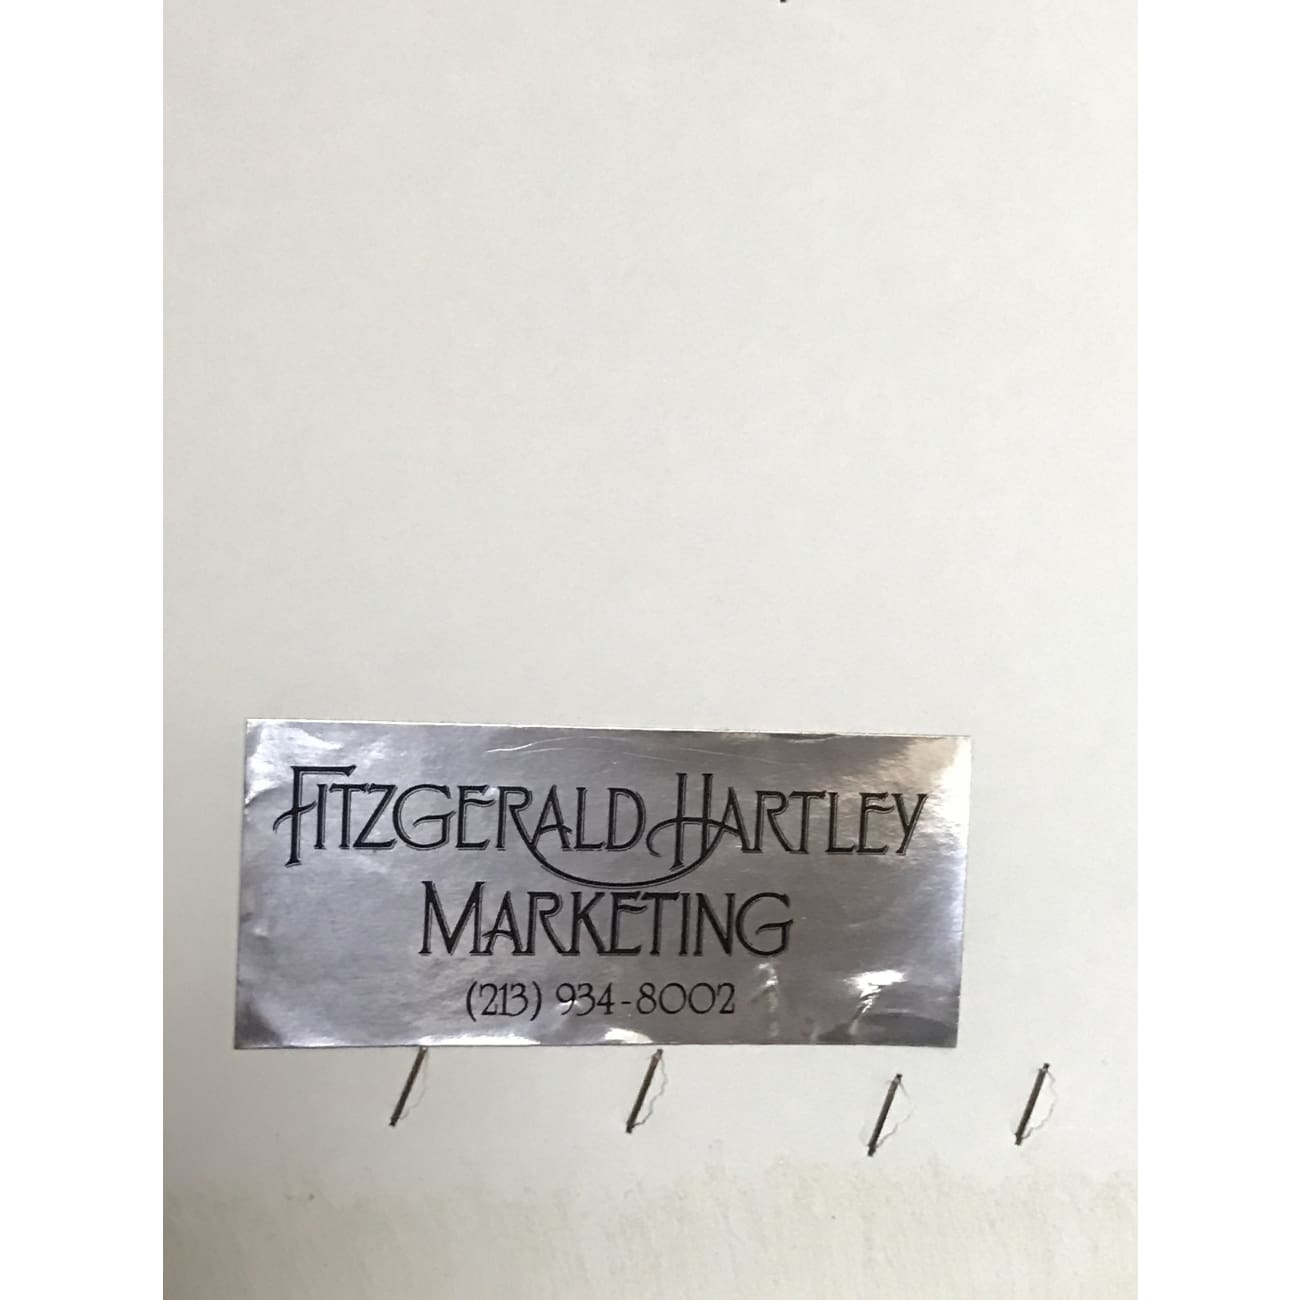 FITZGERALD HARTLEY
MARKETING
(213) 934-8002